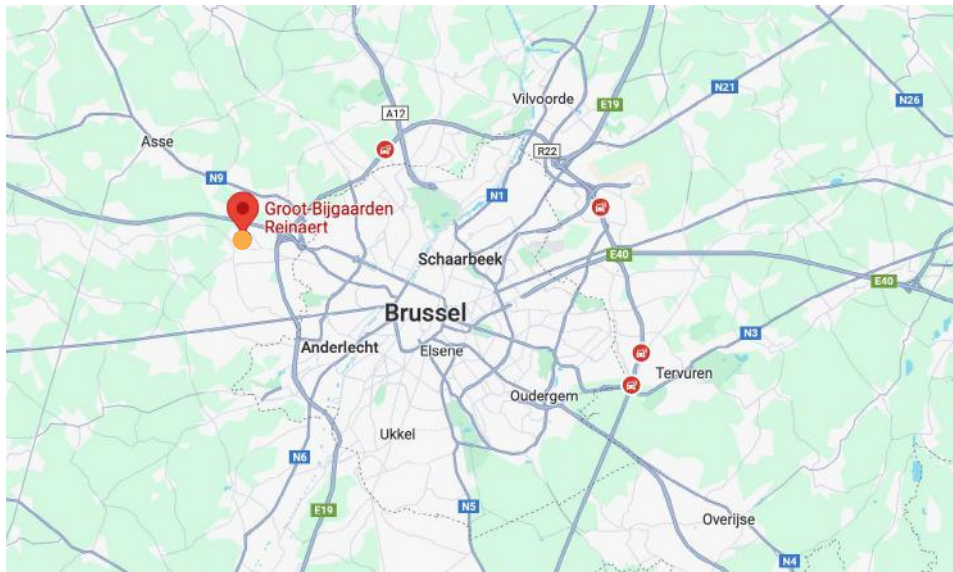 Vilvoorde
N21
E19
N26
A12
Asse
R22
N9
N1
Groot-Bijgaarden
Reinaert
Schaarbeek
E40
E40
Brussel
N3
Anderlecht
Elsene
Tervuren
Oudergem
Ukkel
N6
E19
N5
Overijse
N4